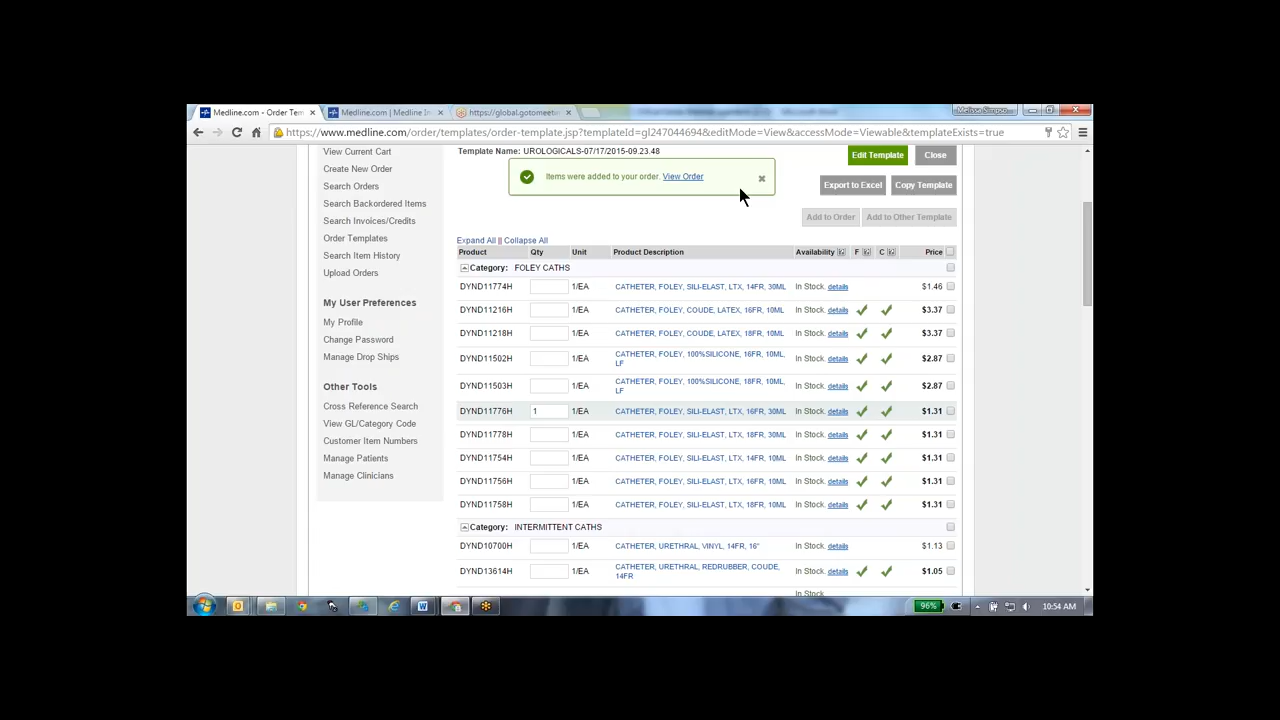 Medline.com - Order Tem
Medline.com | Medline In
https://global.gotomeeti
Melissa Simpso
https://www.medline.com/order/templates/order-template.jsp?templateId=gl247044694&editMode=View&accessMode=Viewable&templateExists=true
View Current Cart
Create New Order
Search Orders
Search Backordered Items
Search Invoices/Credits
Order Templates
Search Item History
Upload Orders
My User Preferences
My Profile
Change Password
Manage Drop Ships
Other Tools
Cross Reference Search
View GL/Category Code
Customer Item Numbers
Manage Patients
Manage Clinicians
Template Name: UROLOGICALS-07/17/2015-09.23.48
Edit Template Close
Items were added to your order. View Order
Export to Excel Copy Template
Add to Order Add to Other Template
Expand All || Collapse All
Product Qty Unit Product Description Availability F C Price
Category: FOLEY CATHS
DYND11774H 1/EA CATHETER, FOLEY, SILI-ELAST, LTX, 14FR, 30ML In Stock. details $1.46
DYND11216H 1/EA CATHETER, FOLEY, COUDE, LATEX, 16FR, 10ML In Stock. details $3.37
DYND11218H 1/EA CATHETER, FOLEY, COUDE, LATEX, 18FR, 10ML In Stock. details $3.37
DYND11502H 1/EA CATHETER, FOLEY, 100%SILICONE, 16FR, 10ML, LF In Stock. details $2.87
DYND11503H 1/EA CATHETER, FOLEY, 100%SILICONE, 18FR, 10ML, LF In Stock. details $2.87
DYND11776H 1 1/EA CATHETER, FOLEY, SILI-ELAST, LTX, 16FR, 30ML In Stock. details $1.31
DYND11778H 1/EA CATHETER, FOLEY, SILI-ELAST, LTX, 18FR, 30ML In Stock. details $1.31
DYND11754H 1/EA CATHETER, FOLEY, SILI-ELAST, LTX, 14FR, 10ML In Stock. details $1.31
DYND11756H 1/EA CATHETER, FOLEY, SILI-ELAST, LTX, 16FR, 10ML In Stock. details $1.31
DYND11758H 1/EA CATHETER, FOLEY, SILI-ELAST, LTX, 18FR, 10ML In Stock. details $1.31
Category: INTERMITTENT CATHS
DYND10700H 1/EA CATHETER, URETHRAL, VINYL, 14FR, 16" In Stock. details $1.13
DYND13614H 1/EA CATHETER, URETHRAL, REDRUBBER, COUDE, 14FR In Stock. details $1.05
In Stock
96% 10:54 AM